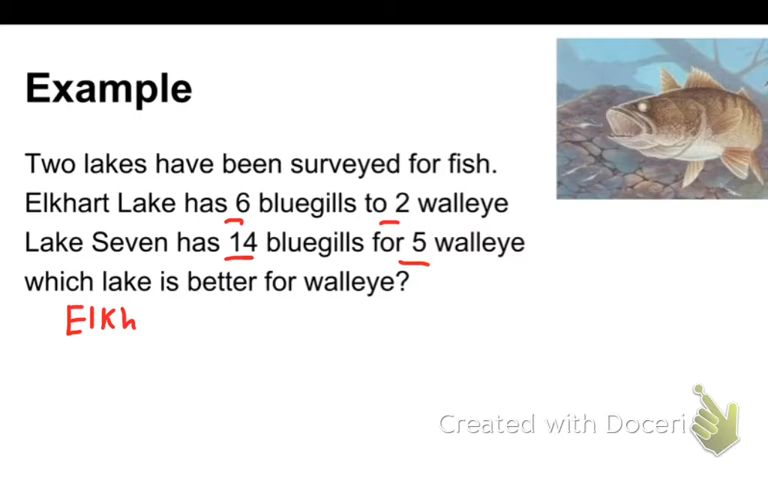 Example
Two lakes have been surveyed for fish.
Elkhart Lake has 6 bluegills to 2 walleye
Lake Seven has 14 bluegills for 5 walleye
which lake is better for walleye?
Elkh
Created with Doceri